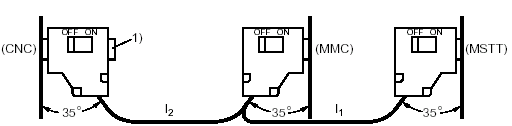 OFF ON
OFF ON
OFF ON
(CNC)
1)
(MMC)
(MSTT)
35°
l2
35°
l1
35°